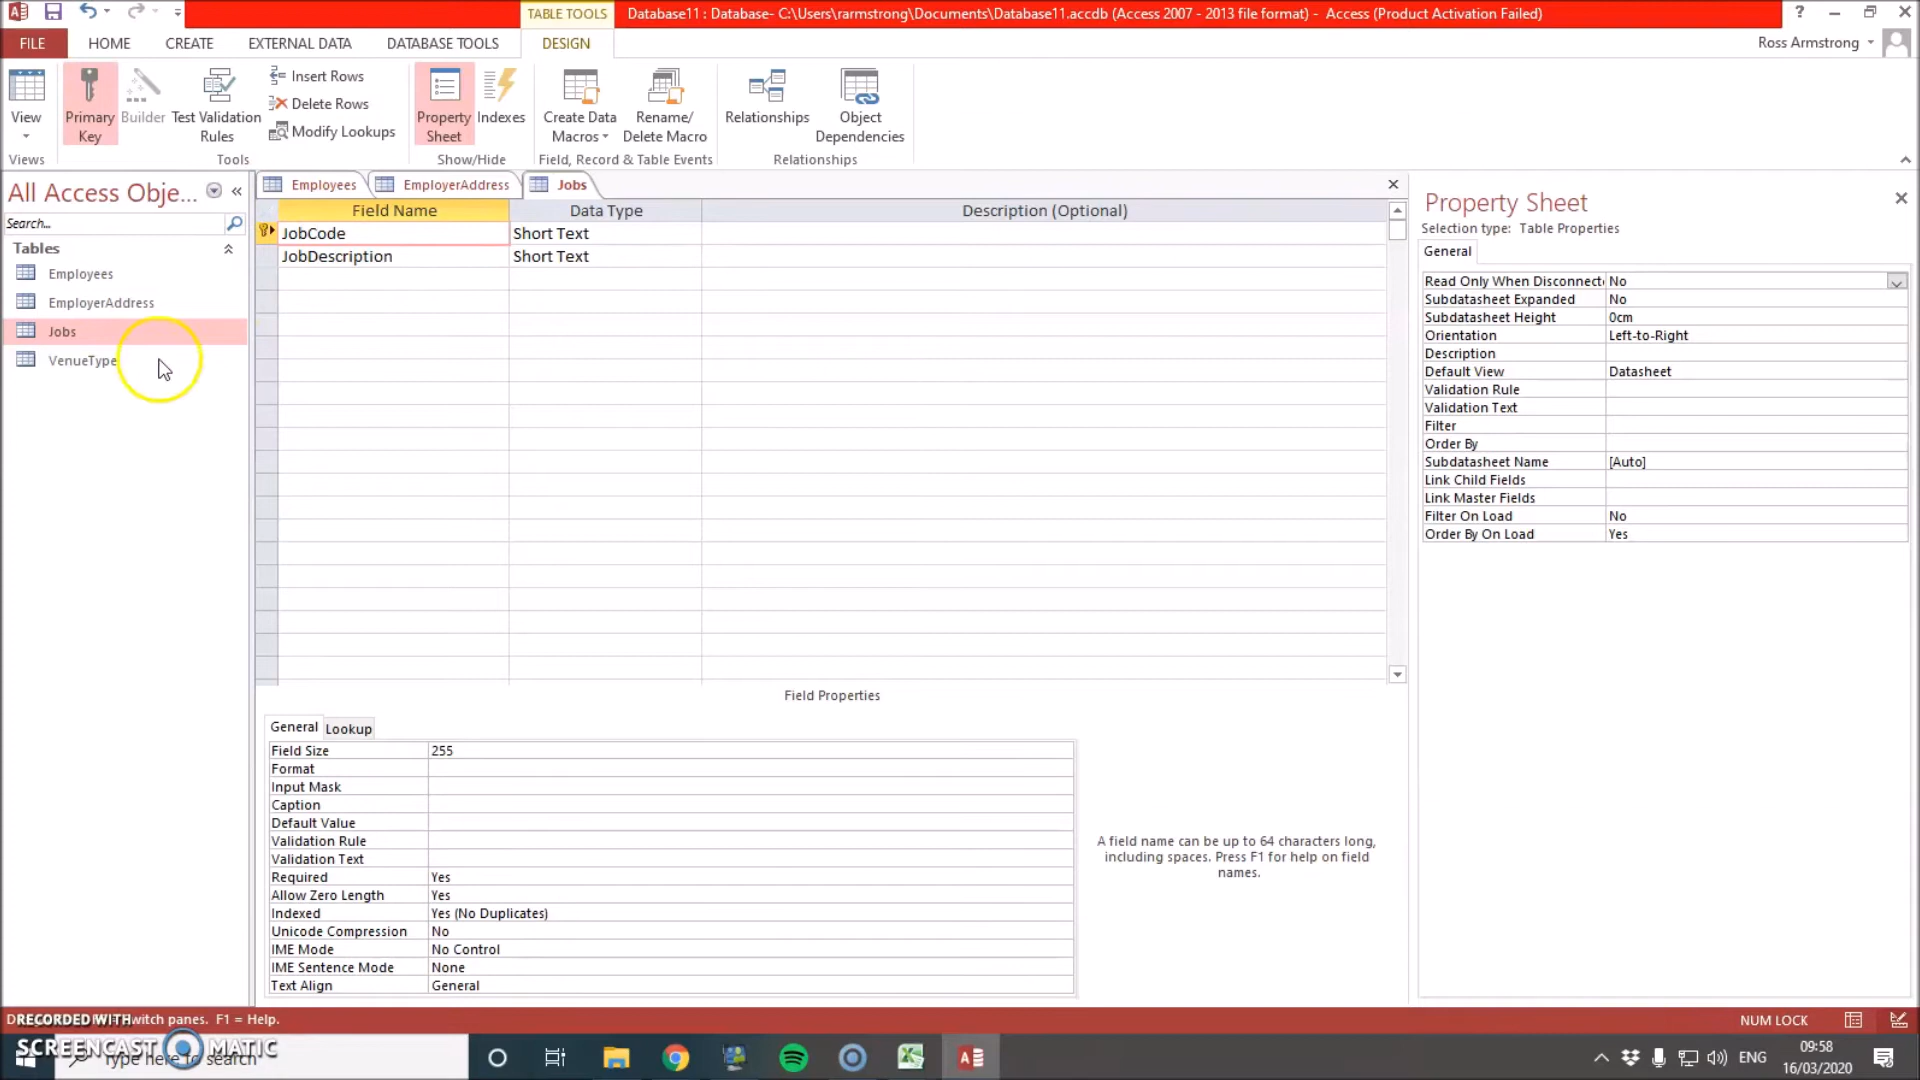 TABLE TOOLS
Database11 : Database- C:\Users\rarmstrong\Documents\Database11.accdb (Access 2007 - 2013 file format) - Access (Product Activation Failed)
?
FILE HOME CREATE EXTERNAL DATA DATABASE TOOLS DESIGN
Ross Armstrong
View
Primary Key
Builder
Test Validation Rules
Insert Rows
Delete Rows
Modify Lookups
Property Sheet
Indexes
Create Data Macros
Rename/ Delete Macro
Relationships
Object Dependencies
Views
Tools
Show/Hide
Field, Record & Table Events
Relationships
All Access Obje...
Search...
Tables
Employees
EmployerAddress
Jobs
VenueType
Employees EmployerAddress Jobs
Field Name Data Type Description (Optional)
JobCode Short Text
JobDescription Short Text
Field Properties
General Lookup
Field Size 255
Format
Input Mask
Caption
Default Value
Validation Rule
Validation Text
Required Yes
Allow Zero Length Yes
Indexed Yes (No Duplicates)
Unicode Compression No
IME Mode No Control
IME Sentence Mode None
Text Align General
A field name can be up to 64 characters long,
including spaces. Press F1 for help on field
names.
Property Sheet
Selection type: Table Properties
General
Read Only When Disconnect No
Subdatasheet Expanded No
Subdatasheet Height 0cm
Orientation Left-to-Right
Description
Default View Datasheet
Validation Rule
Validation Text
Filter
Order By
Subdatasheet Name [Auto]
Link Child Fields
Link Master Fields
Filter On Load No
Order By On Load Yes
RECORDED WITH
witch panes. F1 = Help.
NUM LOCK
SCREENCAST MATIC
here to search
ENG
09:58
16/03/2020